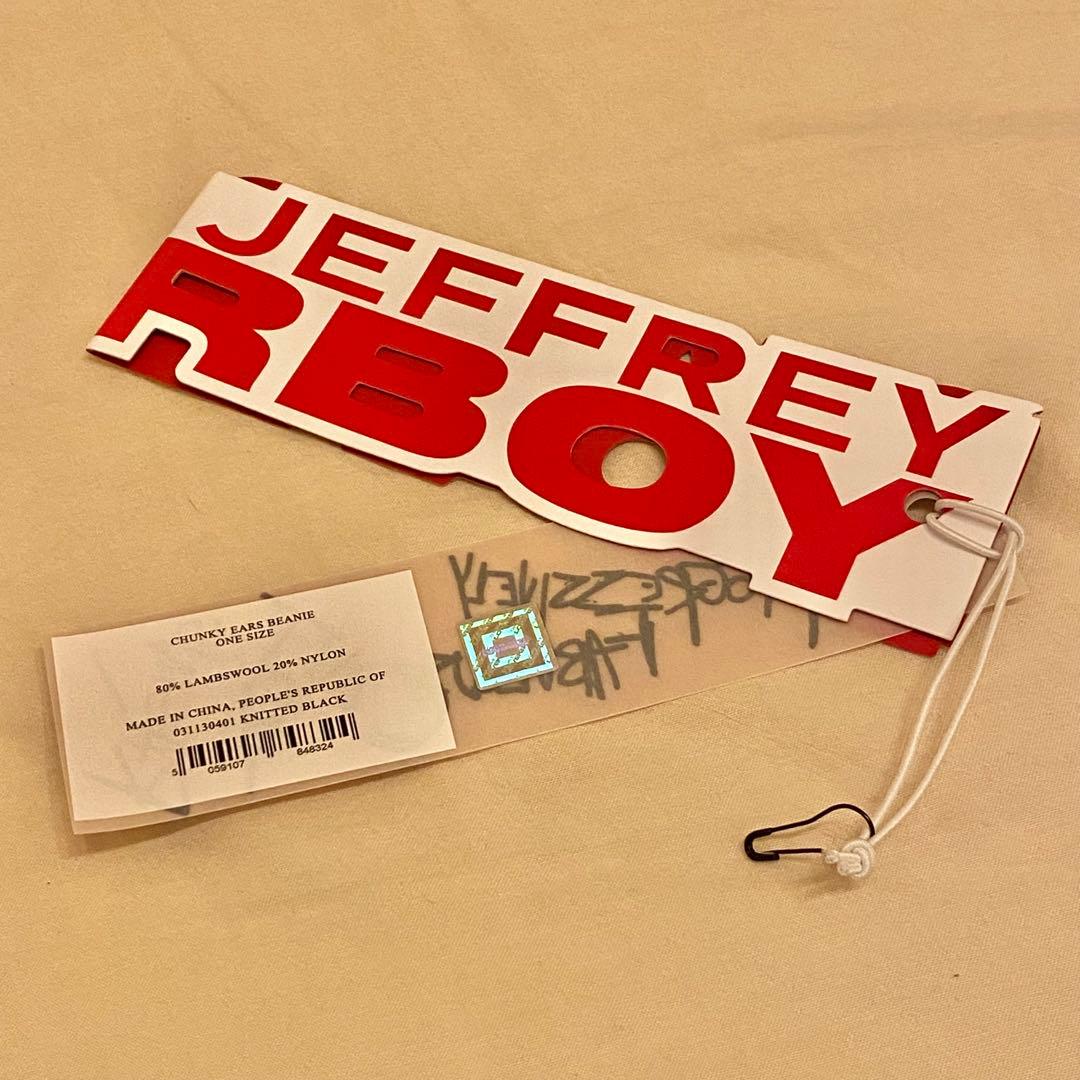 JEFFREY
RBOY
CHUNKY EARS BEANIE
ONE SIZE
80% LAMBSWOOL 20% NYLON
MADE IN CHINA, PEOPLE'S REPUBLIC OF
031130401 KNITTED BLACK
5 059107 848324